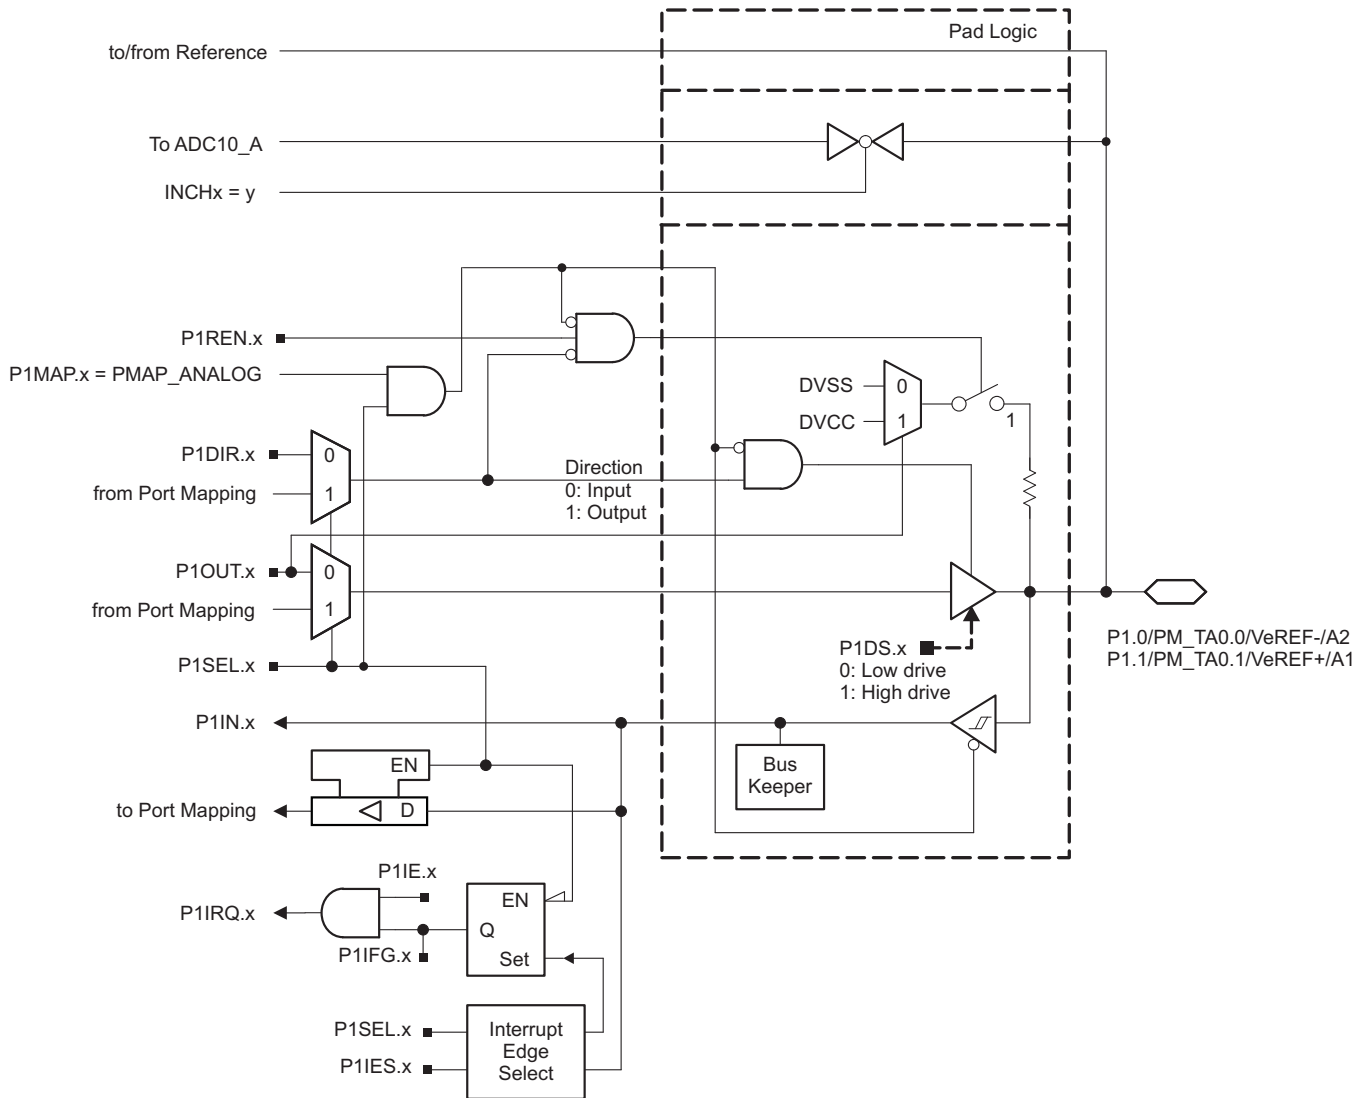 Pad Logic
to/from Reference
To ADC10_A
INCHx = y
P1REN.x
P1MAP.x = PMAP_ANALOG
DVSS
0
DVCC
1
1
P1DIR.x
0
from Port Mapping
1
Direction
0: Input
1: Output
P1OUT.x
0
from Port Mapping
1
P1DS.x
0: Low drive
1: High drive
P1.0/PM_TA0.0/VeREF-/A2
P1.1/PM_TA0.1/VeREF+/A1
P1SEL.x
P1IN.x
EN
Bus
Keeper
to Port Mapping
D
P1IE.x
P1IRQ.x
EN
Q
P1IFG.x
Set
P1SEL.x
P1IES.x
Interrupt
Edge
Select